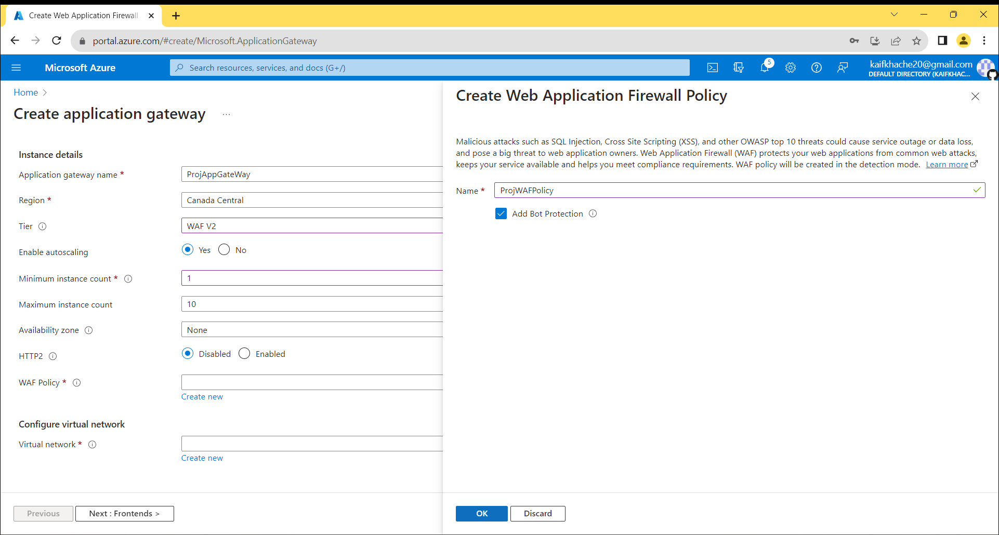 Create Web Application Firewall
portal.azure.com/#create/Microsoft.ApplicationGateway
Microsoft Azure
Search resources, services, and docs (G+/)
5
kaifkhache20@gmail.com
DEFAULT DIRECTORY (KAIFKHAC...
Home
Create application gateway
...
Instance details
Application gateway name *
ProjAppGateWay
Region *
Canada Central
Tier
WAF V2
Enable autoscaling
Yes
No
Minimum instance count *
1
Maximum instance count
10
Availability zone
None
HTTP2
Disabled
Enabled
WAF Policy *
Create new
Configure virtual network
Virtual network *
Create new
Previous
Next : Frontends >
Create Web Application Firewall Policy
Malicious attacks such as SQL Injection, Cross Site Scripting (XSS), and other OWASP top 10 threats could cause service outage or data loss,
and pose a big threat to web application owners. Web Application Firewall (WAF) protects your web applications from common web attacks,
keeps your service available and helps you meet compliance requirements. WAF policy will be created in the detection mode. Learn more
Name *
ProjWAFPolicy
Add Bot Protection
OK
Discard